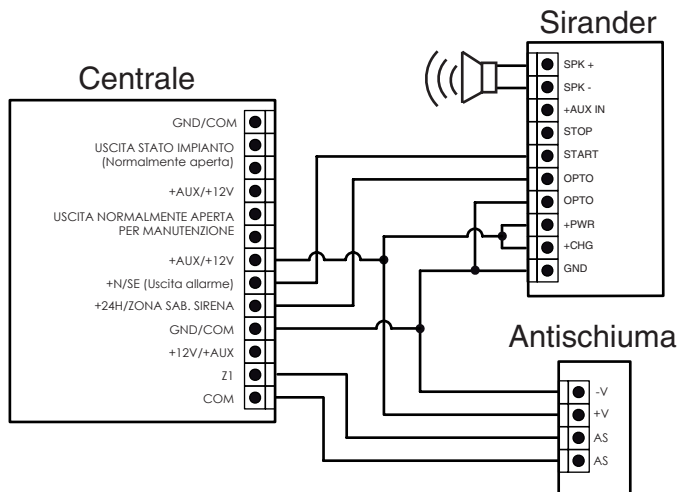 Sirander
SPK +
SPK -
+AUX IN
STOP
START
OPTO
OPTO
+PWR
+CHG
GND
Centrale
GND/COM
USCITA STATO IMPIANTO
(Normalmente aperta)
+AUX/+12V
USCITA NORMALMENTE APERTA
PER MANUTENZIONE
+AUX/+12V
+N/SE (Uscita allarme)
+24H/ZONA SAB. SIRENA
GND/COM
+12V/+AUX
Z1
COM
Antischiuma
-V
+V
AS
AS